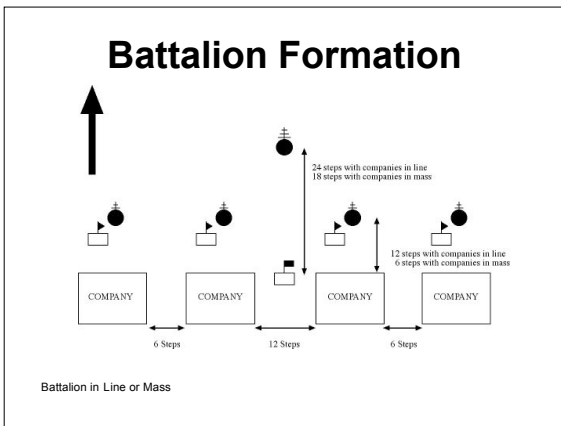 Battalion Formation
24 steps with companies in line
18 steps with companies in mass
12 steps with companies in line
6 steps with companies in mass
COMPANY
COMPANY
COMPANY
COMPANY
6 Steps
12 Steps
6 Steps
Battalion in Line or Mass